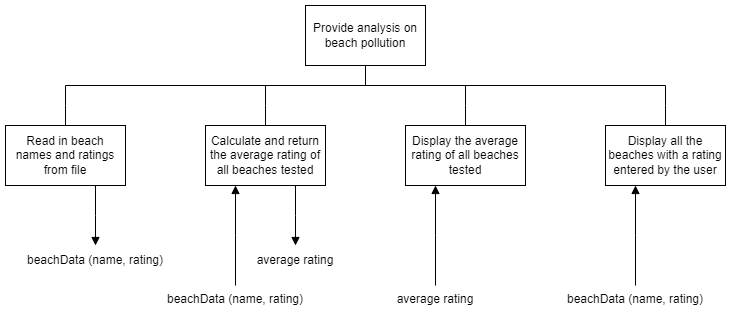 Provide analysis on
beach pollution
Read in beach
names and ratings
from file
Calculate and return
the average rating of
all beaches tested
Display the average
rating of all beaches
tested
Display all the
beaches with a rating
entered by the user
beachData (name, rating)
average rating
beachData (name, rating)
average rating
beachData (name, rating)